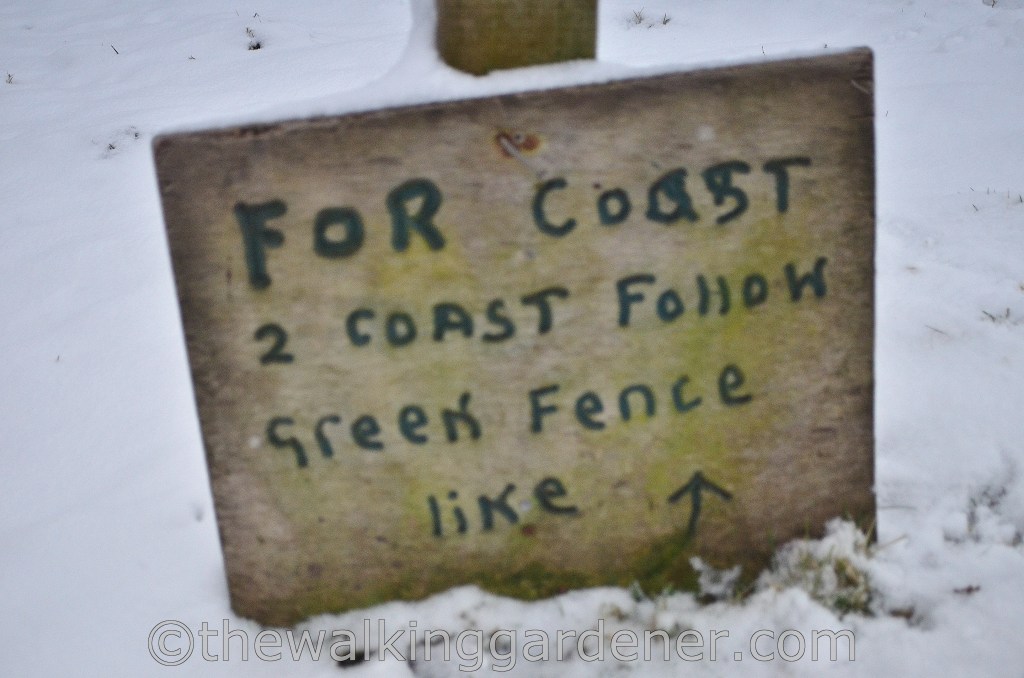 FOR COAST
2 COAST Follow
Green Fence
like ↑
©thewalkinggardener.com